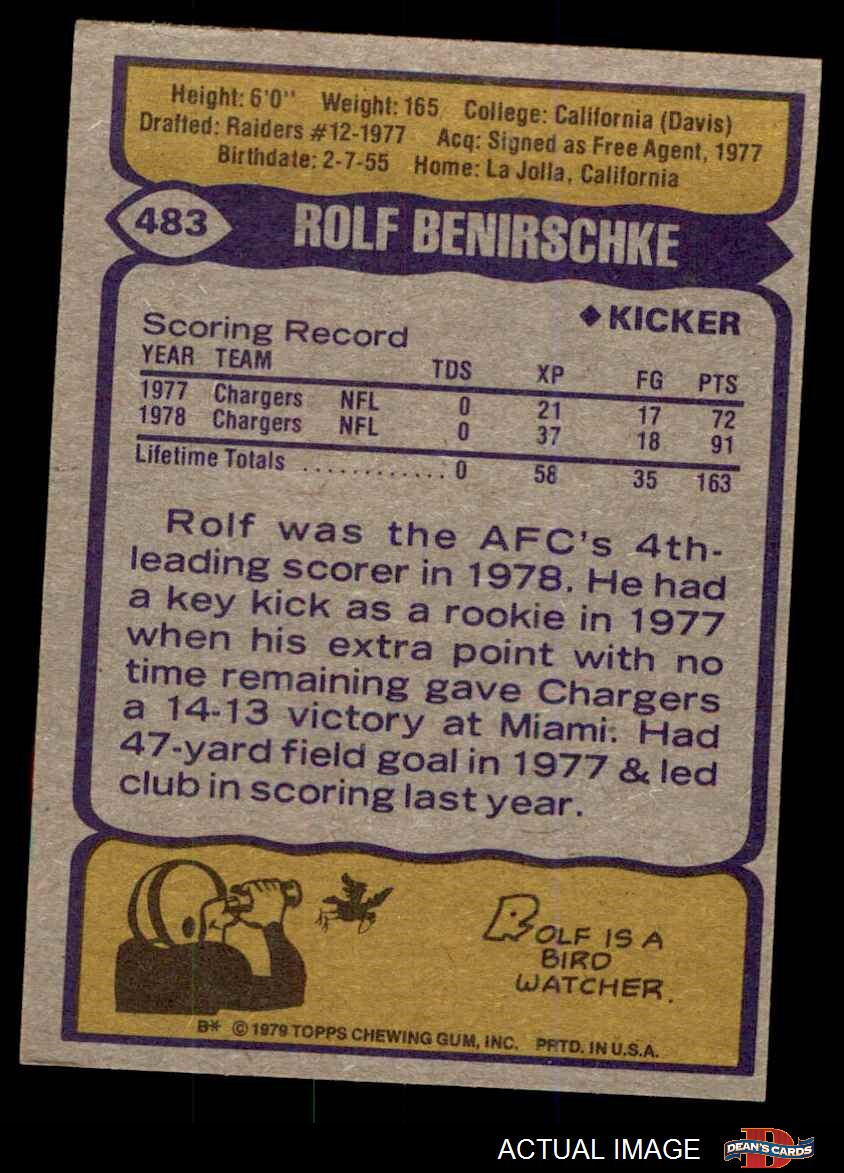 Height: 6'0" Weight: 165 College: California (Davis)
Drafted: Raiders #12-1977 Acq: Signed as Free Agent, 1977
Birthdate: 2-7-55 Home: La Jolla, California
483 ROLF BENIRSCHKE
◆ KICKER
Scoring Record
YEAR TEAM TDS XP FG PTS
1977 Chargers NFL 0 21 17 72
1978 Chargers NFL 0 37 18 91
Lifetime Totals ............ 0 58 35 163
Rolf was the AFC's 4th-
leading scorer in 1978. He had
a key kick as a rookie in 1977
when his extra point with no
time remaining gave Chargers
a 14-13 victory at Miami. Had
47-yard field goal in 1977 & led
club in scoring last year.
ROLF IS A
BIRD
WATCHER.
B* © 1979 TOPPS CHEWING GUM, INC. PRTD. IN U.S.A.
ACTUAL IMAGE
DEAN'S CARDS